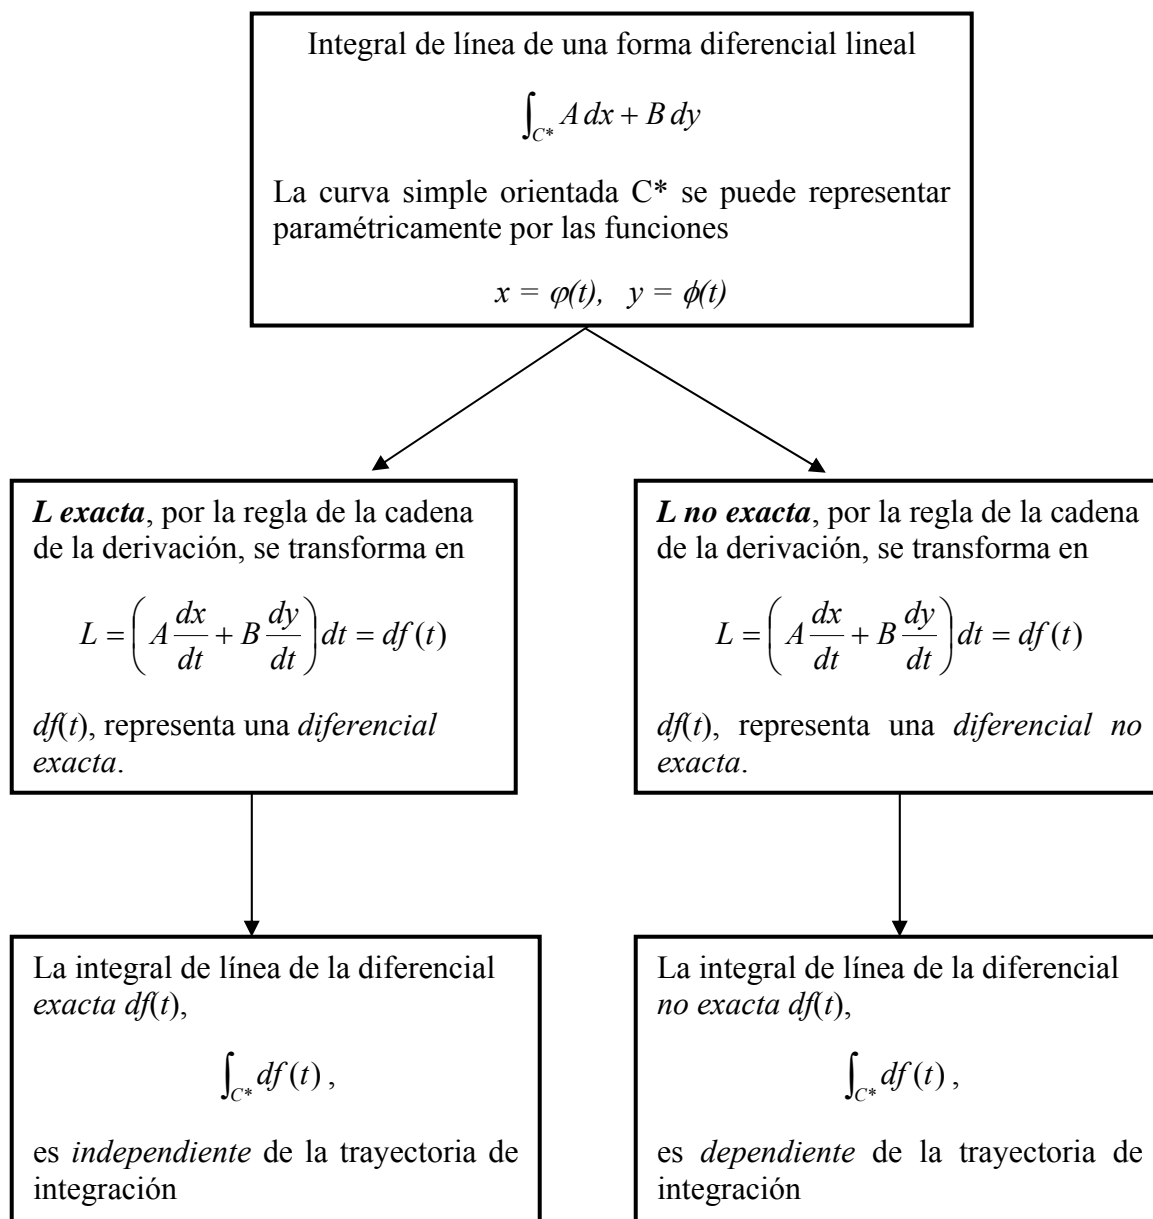 Integral de línea de una forma diferencial lineal
∫_{C*} A dx + B dy
La curva simple orientada C* se puede representar
paramétricamente por las funciones
x = φ(t), y = ϕ(t)
L exacta, por la regla de la cadena
de la derivación, se transforma en
L = (A dx/dt + B dy/dt) dt = df (t)
df(t), representa una diferencial
exacta.
L no exacta, por la regla de la cadena
de la derivación, se transforma en
L = (A dx/dt + B dy/dt) dt = df (t)
df(t), representa una diferencial no
exacta.
La integral de línea de la diferencial
exacta df(t),
∫_{C*} df (t) ,
es independiente de la trayectoria de
integración
La integral de línea de la diferencial
no exacta df(t),
∫_{C*} df (t) ,
es dependiente de la trayectoria de
integración